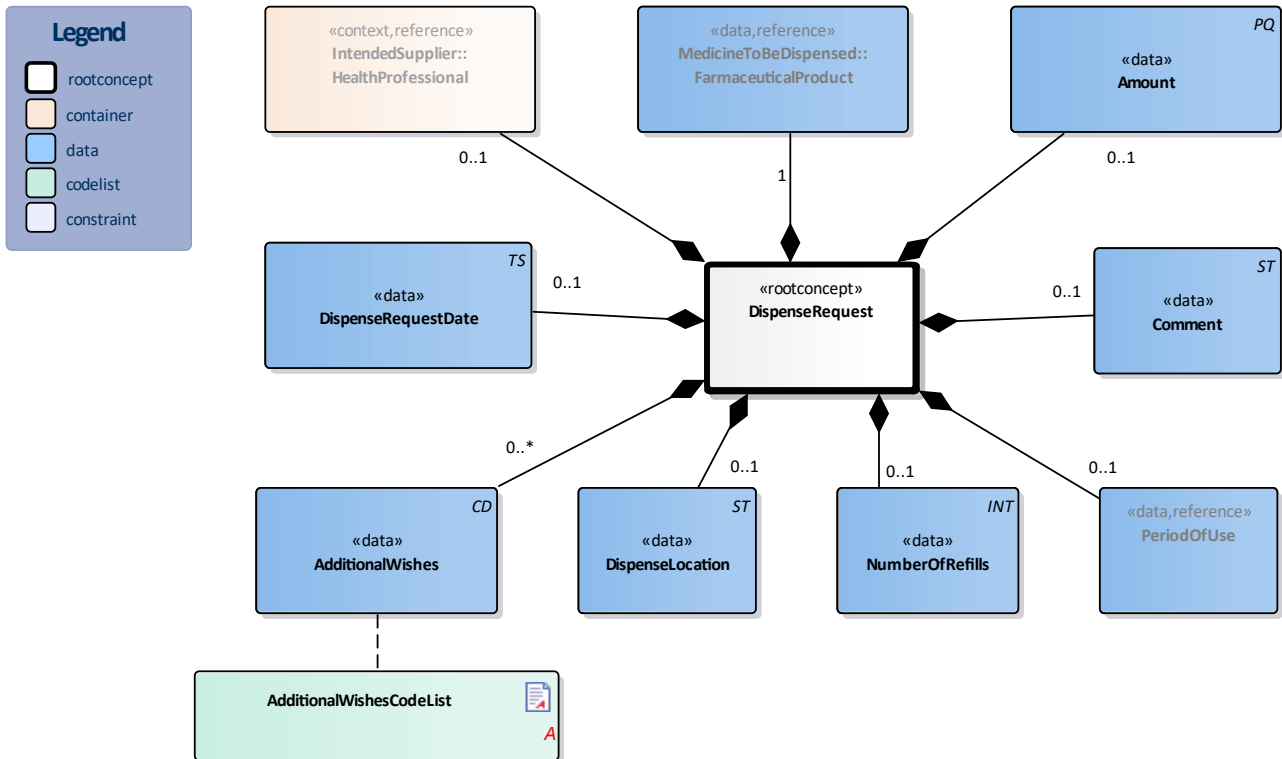 Legend
rootconcept
container
data
codelist
constraint
«context,reference»
IntendedSupplier::
HealthProfessional
«data,reference»
MedicineToBeDispensed::
FarmaceuticalProduct
PQ
«data»
Amount
0..1
1
0..1
TS
«data»
DispenseRequestDate
0..1
«rootconcept»
DispenseRequest
0..1
ST
«data»
Comment
0..*
0..1
0..1
0..1
CD
«data»
AdditionalWishes
ST
«data»
DispenseLocation
INT
«data»
NumberOfRefills
«data,reference»
PeriodOfUse
AdditionalWishesCodeList
A